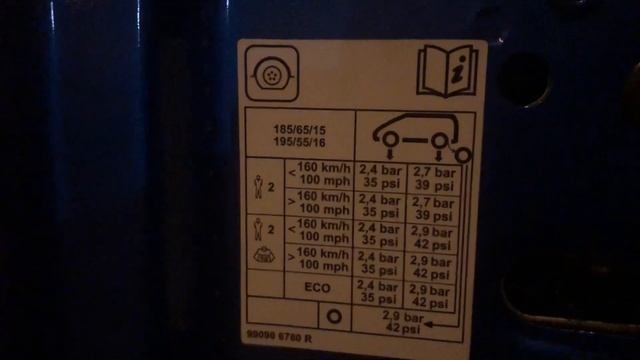 i
185/65/15
195/55/16
2 < 160 km/h 100 mph 2,4 bar 35 psi 2,7 bar 39 psi
> 160 km/h 100 mph 2,4 bar 35 psi 2,7 bar 39 psi
2 < 160 km/h 100 mph 2,4 bar 35 psi 2,9 bar 42 psi
> 160 km/h 100 mph 2,4 bar 35 psi 2,9 bar 42 psi
ECO 2,4 bar 35 psi 2,9 bar 42 psi
2,9 bar
42 psi
99090 6780 R